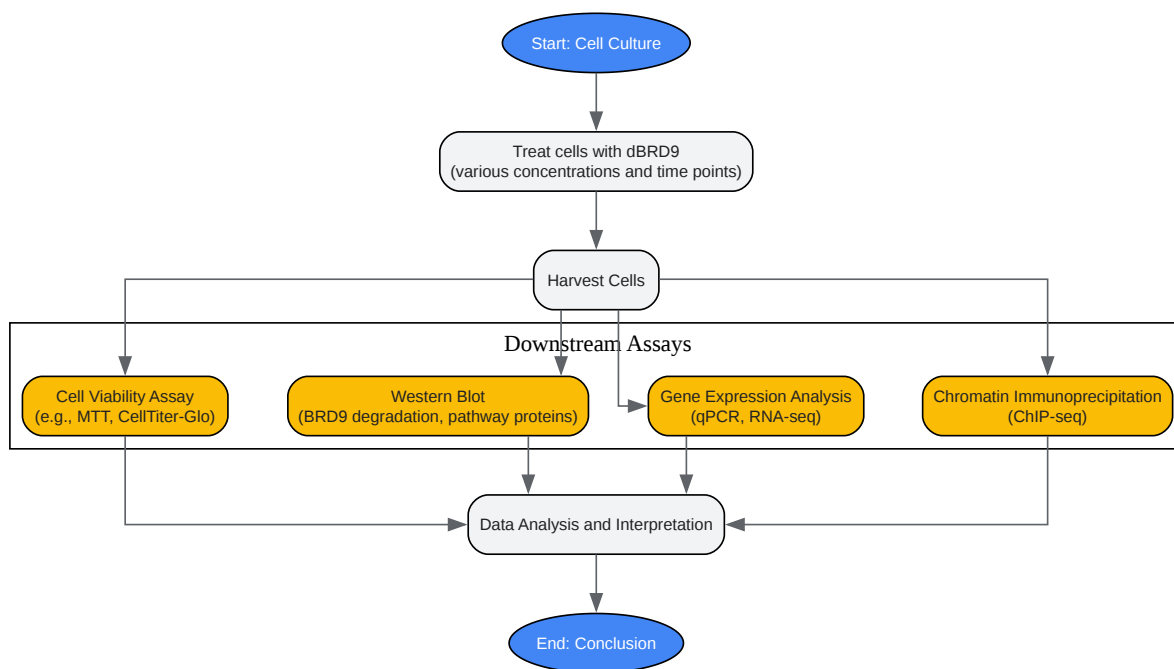 Start: Cell Culture
Treat cells with dBRD9
(various concentrations and time points)
Harvest Cells
Downstream Assays
Cell Viability Assay
(e.g., MTT, CellTiter-Glo)
Western Blot
(BRD9 degradation, pathway proteins)
Gene Expression Analysis
(qPCR, RNA-seq)
Chromatin Immunoprecipitation
(ChIP-seq)
Data Analysis and Interpretation
End: Conclusion